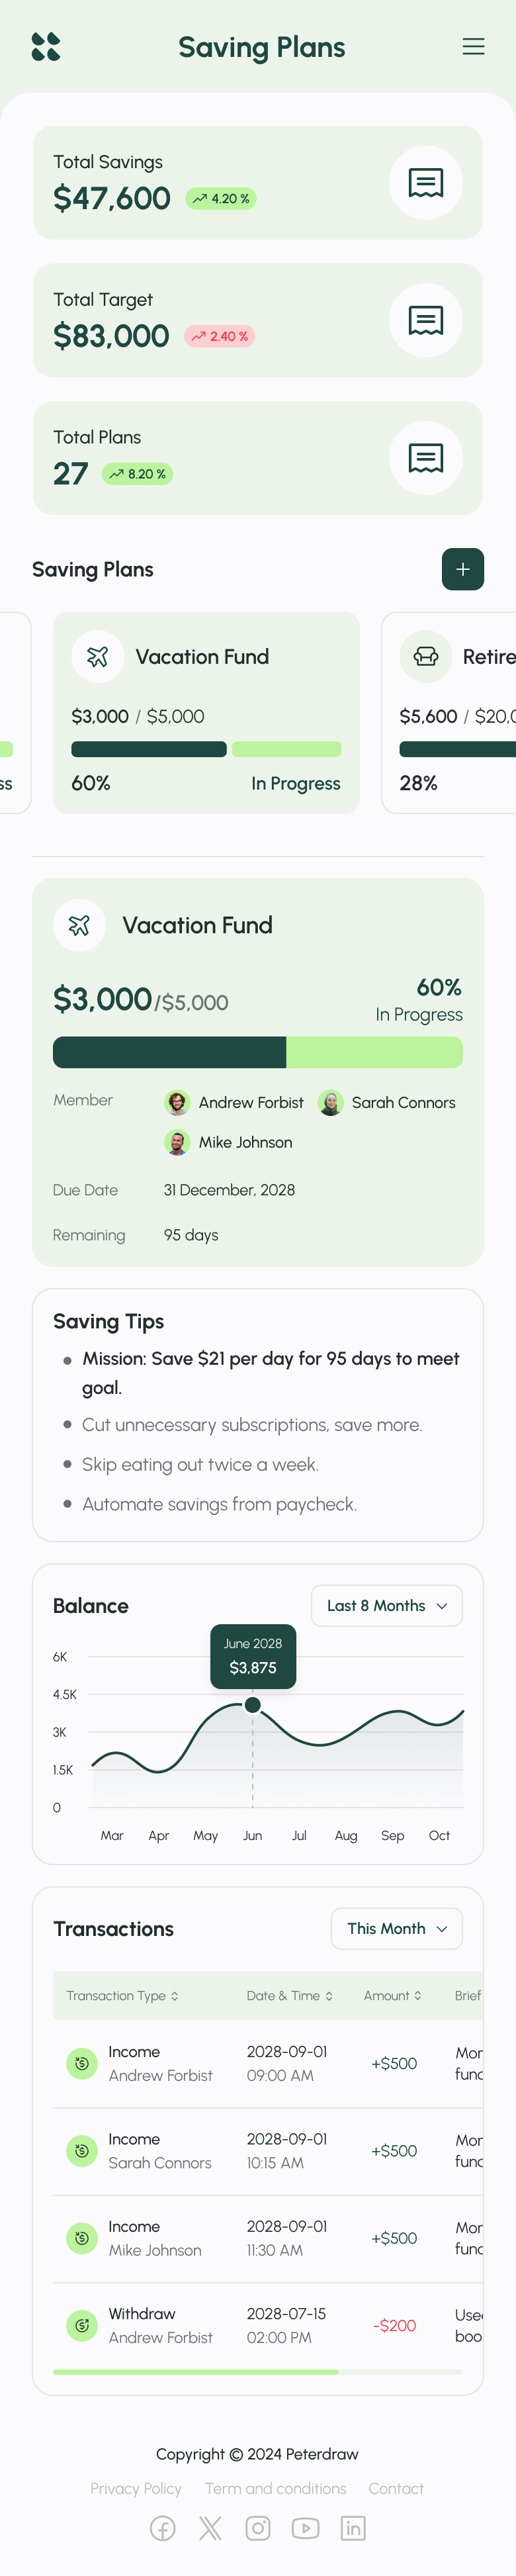 Saving Plans
Total Savings
$47,600 4.20 %
Total Target
$83,000 2.40 %
Total Plans
27 8.20 %
Saving Plans
Vacation Fund
$3,000 / $5,000
60% In Progress
Retire
$5,600 / $20,0
28%
ss
Vacation Fund
$3,000/$5,000
60%
In Progress
Member Andrew Forbist Sarah Connors
Mike Johnson
Due Date 31 December, 2028
Remaining 95 days
Saving Tips
Mission: Save $21 per day for 95 days to meet
goal.
Cut unnecessary subscriptions, save more.
Skip eating out twice a week.
Automate savings from paycheck.
Balance Last 8 Months
June 2028
$3,875
6K
4.5K
3K
1.5K
0
Mar Apr May Jun Jul Aug Sep Oct
Transactions This Month
Transaction Type Date & Time Amount Brief
Income 2028-09-01 +$500 Mor
Andrew Forbist 09:00 AM func
Income 2028-09-01 +$500 Mor
Sarah Connors 10:15 AM func
Income 2028-09-01 +$500 Mor
Mike Johnson 11:30 AM func
Withdraw 2028-07-15 -$200 Used
Andrew Forbist 02:00 PM boo
Copyright © 2024 Peterdraw
Privacy Policy Term and conditions Contact